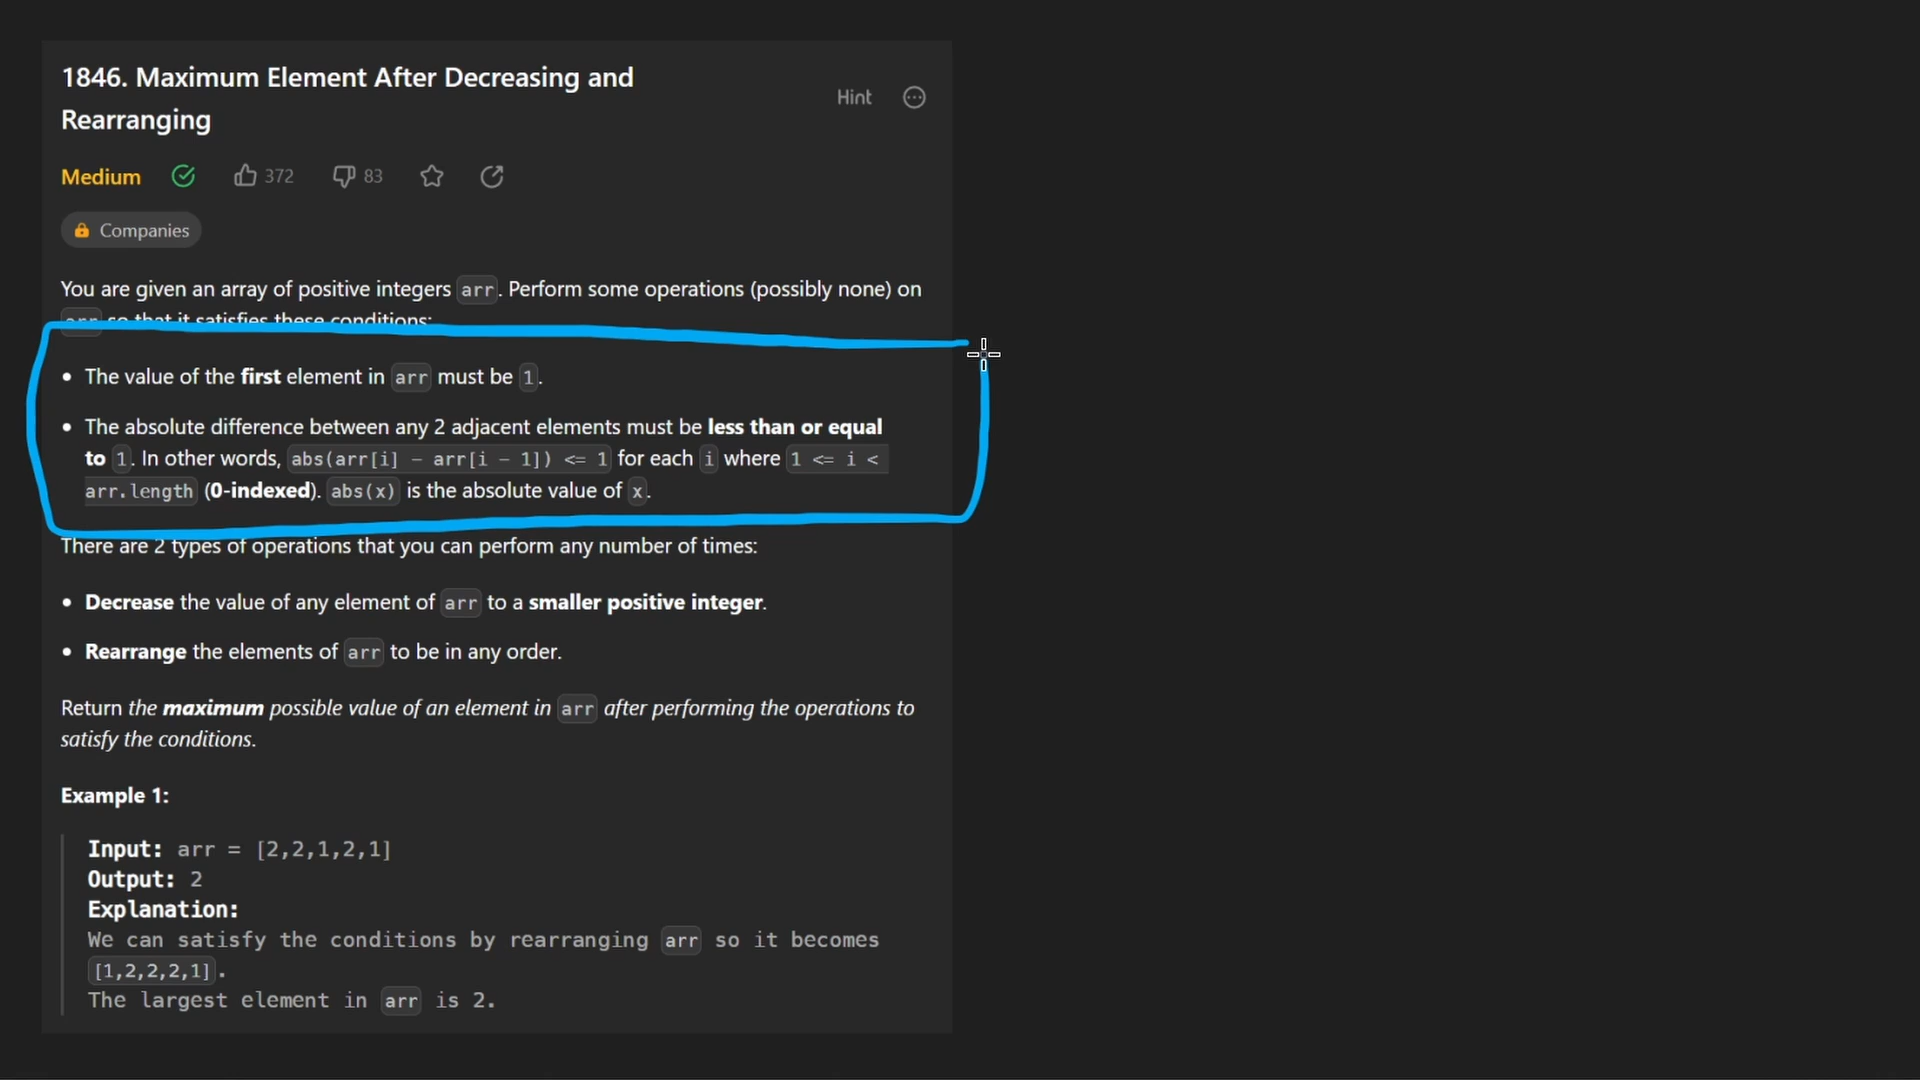 1846. Maximum Element After Decreasing and
Rearranging
Hint
Medium
372
83
Companies
You are given an array of positive integers arr. Perform some operations (possibly none) on
arr so that it satisfies these conditions:
• The value of the first element in arr must be 1.
• The absolute difference between any 2 adjacent elements must be less than or equal
to 1. In other words, abs(arr[i] - arr[i - 1]) <= 1 for each i where 1 <= i <
arr.length (0-indexed). abs(x) is the absolute value of x.
There are 2 types of operations that you can perform any number of times:
• Decrease the value of any element of arr to a smaller positive integer.
• Rearrange the elements of arr to be in any order.
Return the maximum possible value of an element in arr after performing the operations to
satisfy the conditions.
Example 1:
Input: arr = [2,2,1,2,1]
Output: 2
Explanation:
We can satisfy the conditions by rearranging arr so it becomes
[1,2,2,2,1].
The largest element in arr is 2.